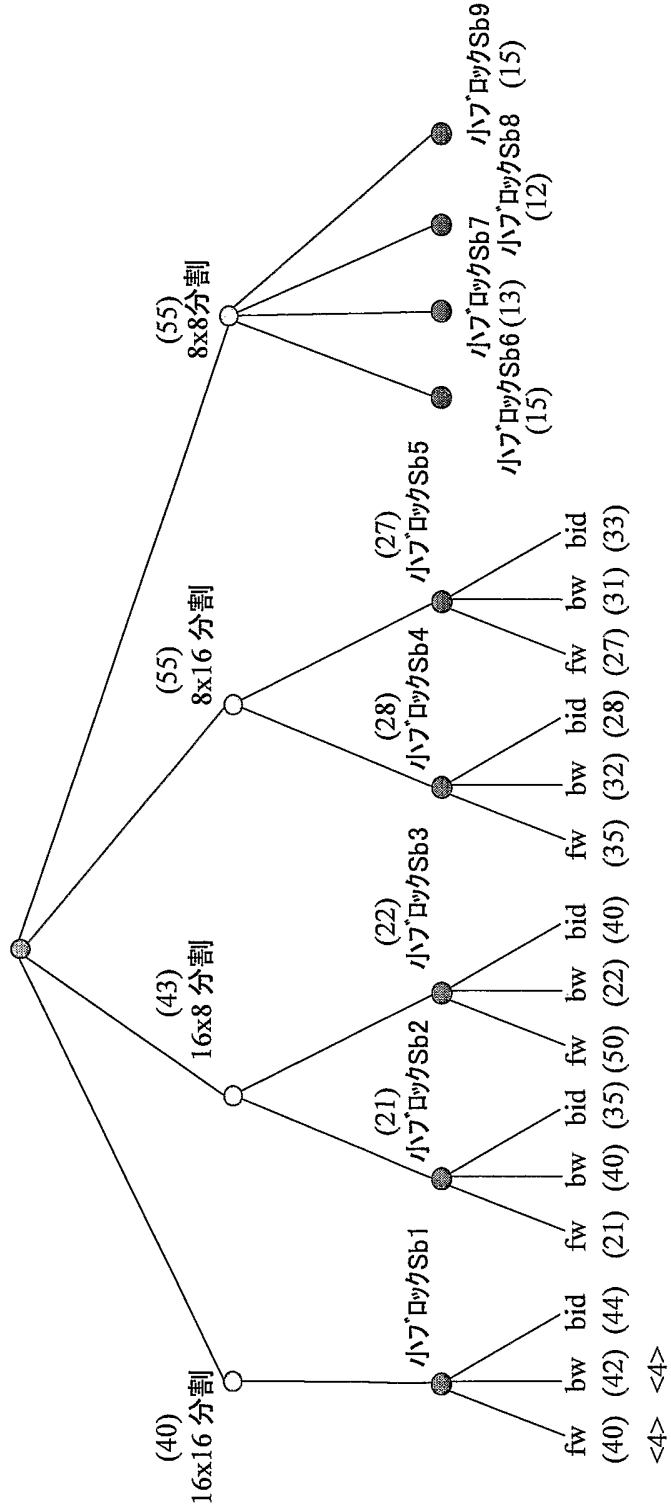 (40)
16x16 分割
(43)
16x8 分割
(55)
8x16 分割
(55)
8x8分割
小ブロックSb1
(21)
小ブロックSb2
(22)
小ブロックSb3
(28)
小ブロックSb4
(27)
小ブロックSb5
小ブロックSb6
(15)
小ブロックSb7
(13)
小ブロックSb8
(12)
小ブロックSb9
(15)
fw bw bid fw bw bid fw bw bid fw bw bid fw bw bid
(40) (42) (44) (21) (40) (35) (50) (22) (40) (35) (32) (28) (27) (31) (33)
<4> <4>